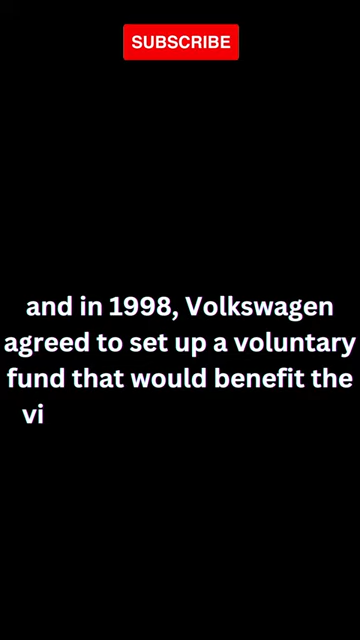 SUBSCRIBE
and in 1998, Volkswagen
agreed to set up a voluntary
fund that would benefit the
vi